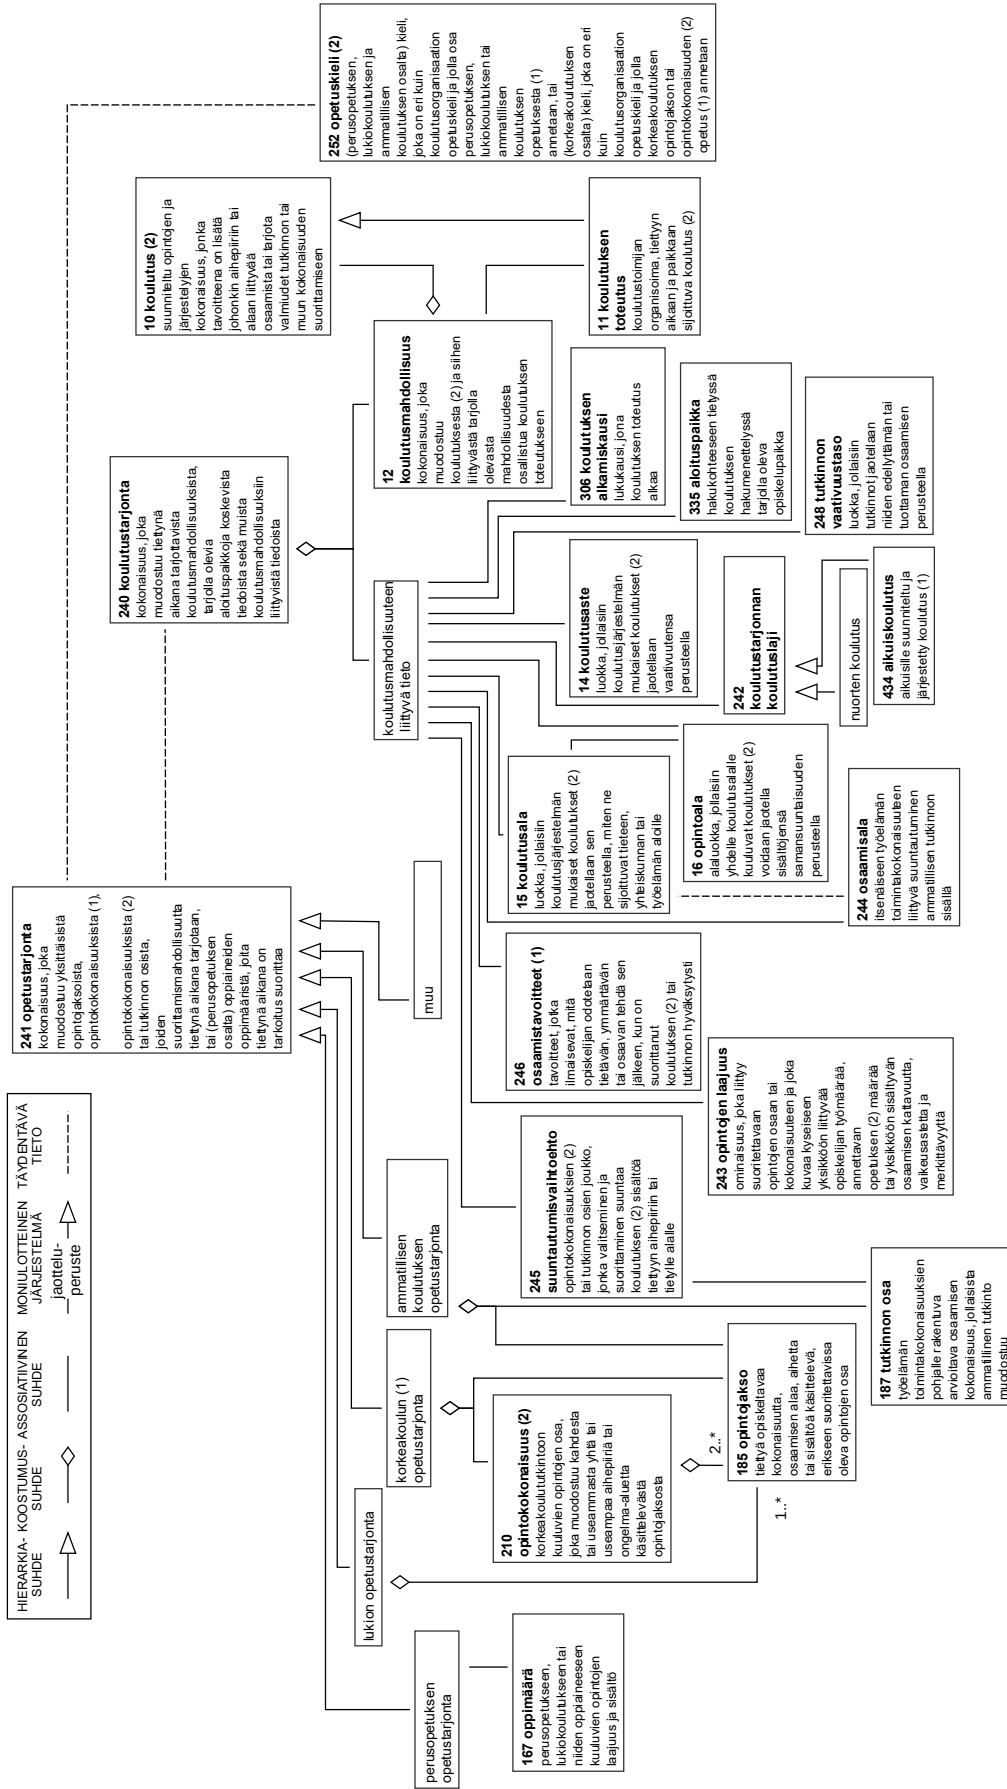 HIERARKIA-
SUHDE
KOOSTUMUS-
SUHDE
ASSOSIATIIVINEN
SUHDE
MONIULOTTEINEN
JÄRJESTELMÄ
jaottelu-
peruste
TÄYDENTÄVÄ
TIETO
241 opetustarjonta
kokonaisuus, joka
muodostuu yksittäisistä
opintojaksoista,
opintokokonaisuuksista (1),
opintokokonaisuuksista (2)
tai tutkinnon osista,
joiden
suorittamismahdollisuutta
tiettynä aikana tarjotaan,
tai (perusopetuksen
osalta) oppiaineiden
oppimääristä, joita
tiettynä aikana on
tarkoitus suorittaa
240 koulutustarjonta
kokonaisuus, joka
muodostuu tiettynä
aikana tarjottavista
koulutusmahdollisuuksista,
tarjolla olevia
aloituspaikkoja koskevista
tiedoista sekä muista
koulutusmahdollisuuksiin
liittyvistä tiedoista
10 koulutus (2)
suunniteltu opintojen ja
järjestelyjen
kokonaisuus, jonka
tavoitteena on lisätä
johonkin aihepiiriin tai
alaan liittyvää
osaamista tai tarjota
valmiudet tutkinnon tai
muun kokonaisuuden
suorittamiseen
252 opetuskieli (2)
(perusopetuksen,
lukiokoulutuksen ja
ammatillisen
koulutuksen osalta) kieli,
joka on eri kuin
koulutusorganisaation
opetuskieli ja jolla osa
perusopetuksen,
lukiokoulutuksen tai
ammatillisen
koulutuksen
opetuksesta (1)
annetaan, tai
(korkeakoulutuksen
osalta) kieli, joka on eri
kuin
koulutusorganisaation
opetuskieli ja jolla
korkeakoulutuksen
opintojakson tai
opintokokonaisuuden (2)
opetus (1) annetaan
perusopetuksen
opetustarjonta
lukion opetustarjonta
korkeakoulun (1)
opetustarjonta
ammatillisen
koulutuksen
opetustarjonta
muu
koulutusmahdollisuuteen
liittyvä tieto
12
koulutusmahdollisuus
kokonaisuus, joka
muodostuu
koulutuksesta (2) ja siihen
liittyvästä tarjolla
olevasta
mahdollisuudesta
osallistua koulutuksen
toteutukseen
11 koulutuksen
toteutus
koulutustoimijan
organisoima, tiettyyn
aikaan ja paikkaan
sijoittuva koulutus (2)
167 oppimäärä
perusopetukseen,
lukiokoulutukseen tai
niiden oppiaineeseen
kuuluvien opintojen
laajuus ja sisältö
210
opintokokonaisuus (2)
korkeakoulututkintoon
kuuluvien opintojen osa,
joka muodostuu kahdesta
tai useammasta yhtä tai
useampaa aihepiiriä tai
ongelma-aluetta
käsittelevästä
opintojaksosta
2..*
1..*
185 opintojakso
tiettyä opiskeltavaa
kokonaisuutta,
osaamisen alaa, aihetta
tai sisältöä käsittelevä,
erikseen suoritettavissa
oleva opintojen osa
187 tutkinnon osa
työelämän
toimintakokonaisuuksien
pohjalle rakentuva
arvioitava osaamisen
kokonaisuus, jollaisista
ammatillinen tutkinto
muodostuu
245
suuntautumisvaihtoehto
opintokokonaisuuksien (2)
tai tutkinnon osien joukko,
jonka valitseminen ja
suorittaminen suuntaa
koulutuksen (2) sisältöä
tiettyyn aihepiiriin tai
tietylle alalle
243 opintojen laajuus
ominaisuus, joka liittyy
suoritettavaan
opintojen osaan tai
kokonaisuuteen ja joka
kuvaa kyseiseen
yksikköön liittyvää
opiskelijan työmäärää,
annettavan
opetuksen (2) määrää
tai yksikköön sisältyvän
osaamisen kattavuutta,
vaikeusastetta ja
merkittävyyttä
246
osaamistavoitteet (1)
tavoitteet, jotka
ilmaisevat, mitä
opiskelijan odotetaan
tietävän, ymmärtävän
tai osaavan tehdä sen
jälkeen, kun on
suorittanut
koulutuksen (2) tai
tutkinnon hyväksytysti
15 koulutusala
luokka, jollaisiin
koulutusjärjestelmän
mukaiset koulutukset (2)
jaotellaan sen
perusteella, miten ne
sijoittuvat tieteen,
yhteiskunnan tai
työelämän aloille
16 opintoala
alaluokka, jollaisiin
yhdelle koulutusalalle
kuuluvat koulutukset (2)
voidaan jaotella
sisältöjensä
samansuuntaisuuden
perusteella
244 osaamisala
itsenäiseen työelämän
toimintakokonaisuuteen
liittyvä suuntautuminen
ammatillisen tutkinnon
sisällä
14 koulutusaste
luokka, jollaisiin
koulutusjärjestelmän
mukaiset koulutukset (2)
jaotellaan
vaativuutensa
perusteella
242
koulutustarjonnan
koulutuslaji
nuorten koulutus
434 aikuiskoulutus
aikuisille suunniteltu ja
järjestetty koulutus (1)
306 koulutuksen
alkamiskausi
lukukausi, jona
koulutuksen toteutus
alkaa
335 aloituspaikka
hakukohteeseen tietyssä
koulutuksen
hakumenettelyssä
tarjolla oleva
opiskelupaikka
248 tutkinnon
vaativuustaso
luokka, jollaisiin
tutkinnot jaotellaan
niiden edellyttämän tai
tuottaman osaamisen
perusteella